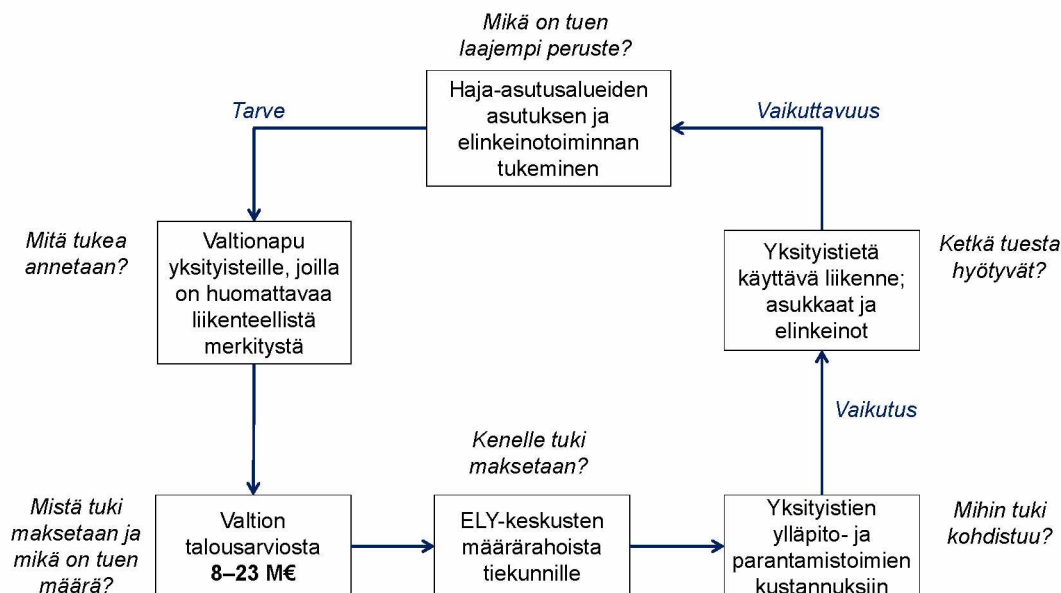 Mikä on tuen
laajempi peruste?
Haja-asutusalueiden
asutuksen ja
elinkeinotoiminnan
tukeminen
Tarve
Vaikuttavuus
Mitä tukea
annetaan?
Valtionapu
yksityisteille, joilla
on huomattavaa
liikenteellistä
merkitystä
Yksityistietä
käyttävä liikenne;
asukkaat ja
elinkeinot
Ketkä tuesta
hyötyvät?
Vaikutus
Kenelle tuki
maksetaan?
Mistä tuki
maksetaan ja
mikä on tuen
määrä?
Valtion
talousarviosta
8–23 M€
ELY-keskusten
määrärahoista
tiekunnille
Yksityistien
ylläpito- ja
parantamistoimien
kustannuksiin
Mihin tuki
kohdistuu?